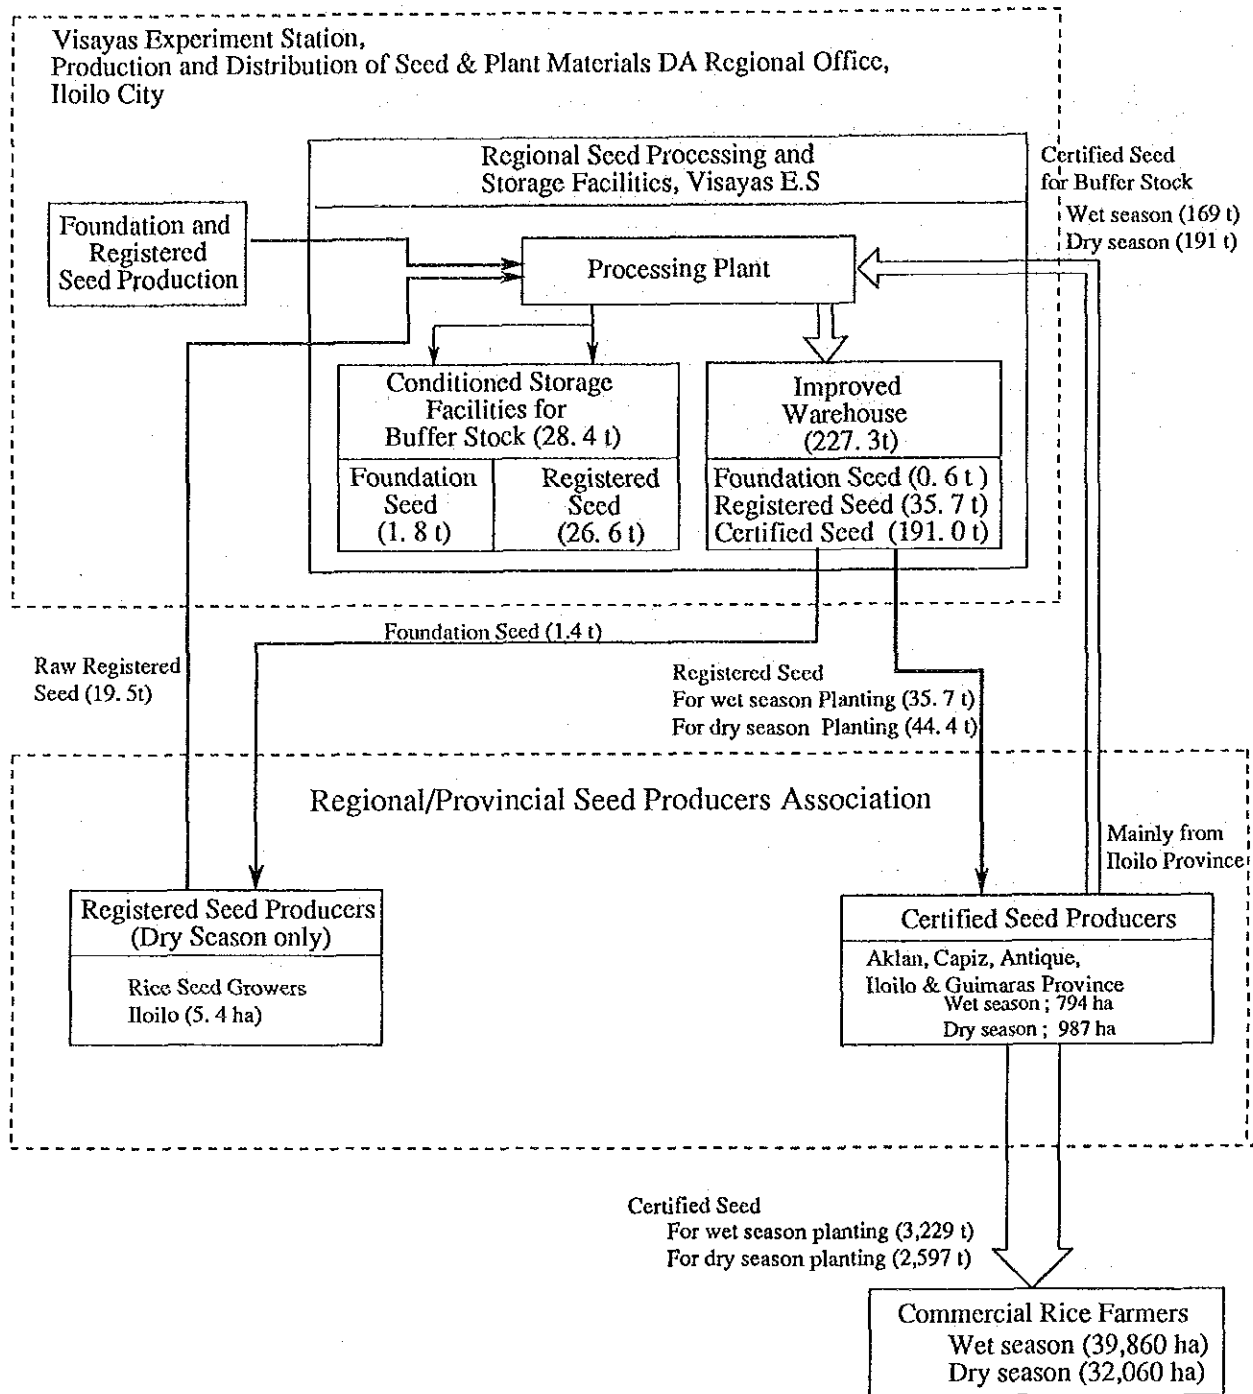 Visayas Experiment Station,
Production and Distribution of Seed & Plant Materials DA Regional Office,
Iloilo City
Regional Seed Processing and
Storage Facilities, Visayas E.S
Certified Seed
for Buffer Stock
Wet season (169 t)
Dry season (191 t)
Foundation and
Registered
Seed Production
Processing Plant
Conditioned Storage
Facilities for
Buffer Stock (28. 4 t)
Foundation
Seed
(1. 8 t)
Registered
Seed
(26. 6 t)
Improved
Warehouse
(227. 3t)
Foundation Seed (0. 6 t )
Registered Seed (35. 7 t)
Certified Seed (191. 0 t)
Foundation Seed (1.4 t)
Raw Registered
Seed (19. 5t)
Registered Seed
For wet season Planting (35. 7 t)
For dry season Planting (44. 4 t)
Regional/Provincial Seed Producers Association
Mainly from
Iloilo Province
Registered Seed Producers
(Dry Season only)
Rice Seed Growers
Iloilo (5. 4 ha)
Certified Seed Producers
Aklan, Capiz, Antique,
Iloilo & Guimaras Province
Wet season ; 794 ha
Dry season ; 987 ha
Certified Seed
For wet season planting (3,229 t)
For dry season planting (2,597 t)
Commercial Rice Farmers
Wet season (39,860 ha)
Dry season (32,060 ha)